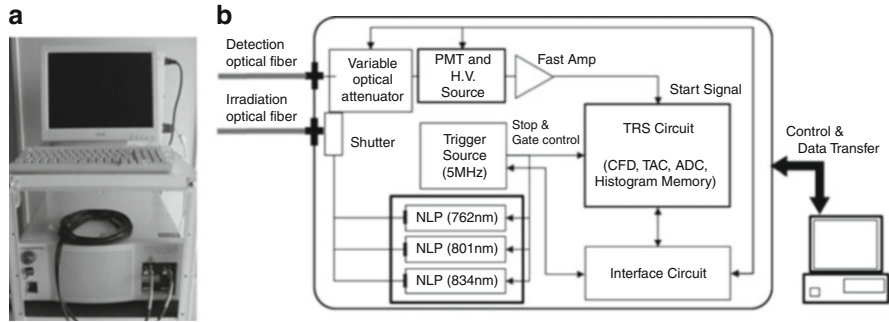 a
b
Detection
optical fiber
Irradiation
optical fiber
Variable
optical
attenuator
PMT and
H.V.
Source
Fast Amp
Start Signal
Shutter
Trigger
Source
(5MHz)
Stop &
Gate control
TRS Circuit
(CFD, TAC, ADC,
Histogram Memory)
Control &
Data Transfer
NLP (762nm)
NLP (801nm)
NLP (834nm)
Interface Circuit